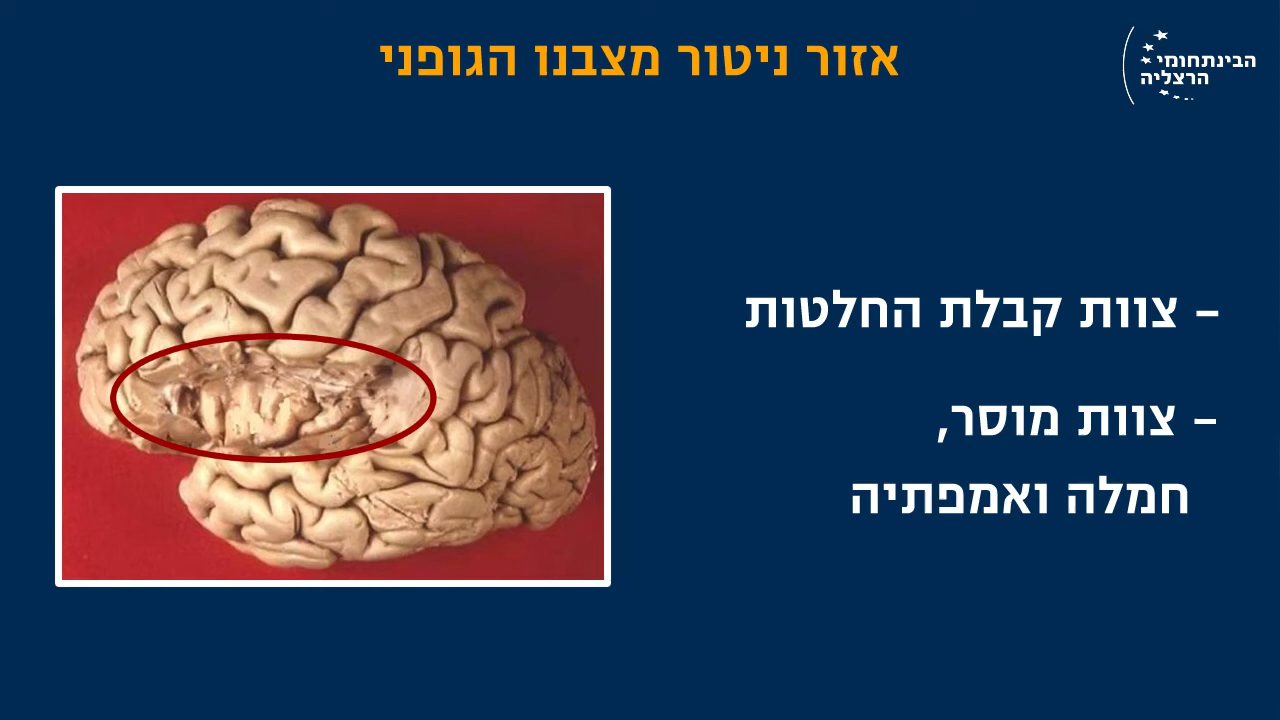 אזור ניטור מצבנו הגופני
הבינתחומי
הרצליה
– צוות קבלת החלטות
– צוות מוסר,
חמלה ואמפתיה